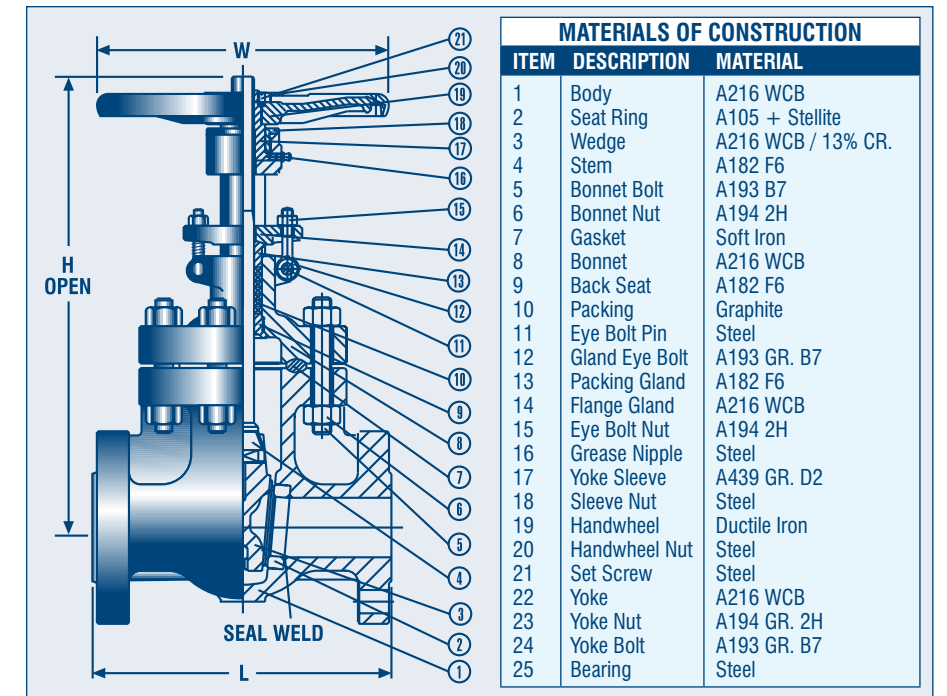 W
H
OPEN
SEAL WELD
L
21
20
19
18
17
16
15
14
13
12
11
10
9
8
7
6
5
4
3
2
1
MATERIALS OF CONSTRUCTION
ITEM DESCRIPTION MATERIAL
1 Body A216 WCB
2 Seat Ring A105 + Stellite
3 Wedge A216 WCB / 13% CR.
4 Stem A182 F6
5 Bonnet Bolt A193 B7
6 Bonnet Nut A194 2H
7 Gasket Soft Iron
8 Bonnet A216 WCB
9 Back Seat A182 F6
10 Packing Graphite
11 Eye Bolt Pin Steel
12 Gland Eye Bolt A193 GR. B7
13 Packing Gland A182 F6
14 Flange Gland A216 WCB
15 Eye Bolt Nut A194 2H
16 Grease Nipple Steel
17 Yoke Sleeve A439 GR. D2
18 Sleeve Nut Steel
19 Handwheel Ductile Iron
20 Handwheel Nut Steel
21 Set Screw Steel
22 Yoke A216 WCB
23 Yoke Nut A194 GR. 2H
24 Yoke Bolt A193 GR. B7
25 Bearing Steel